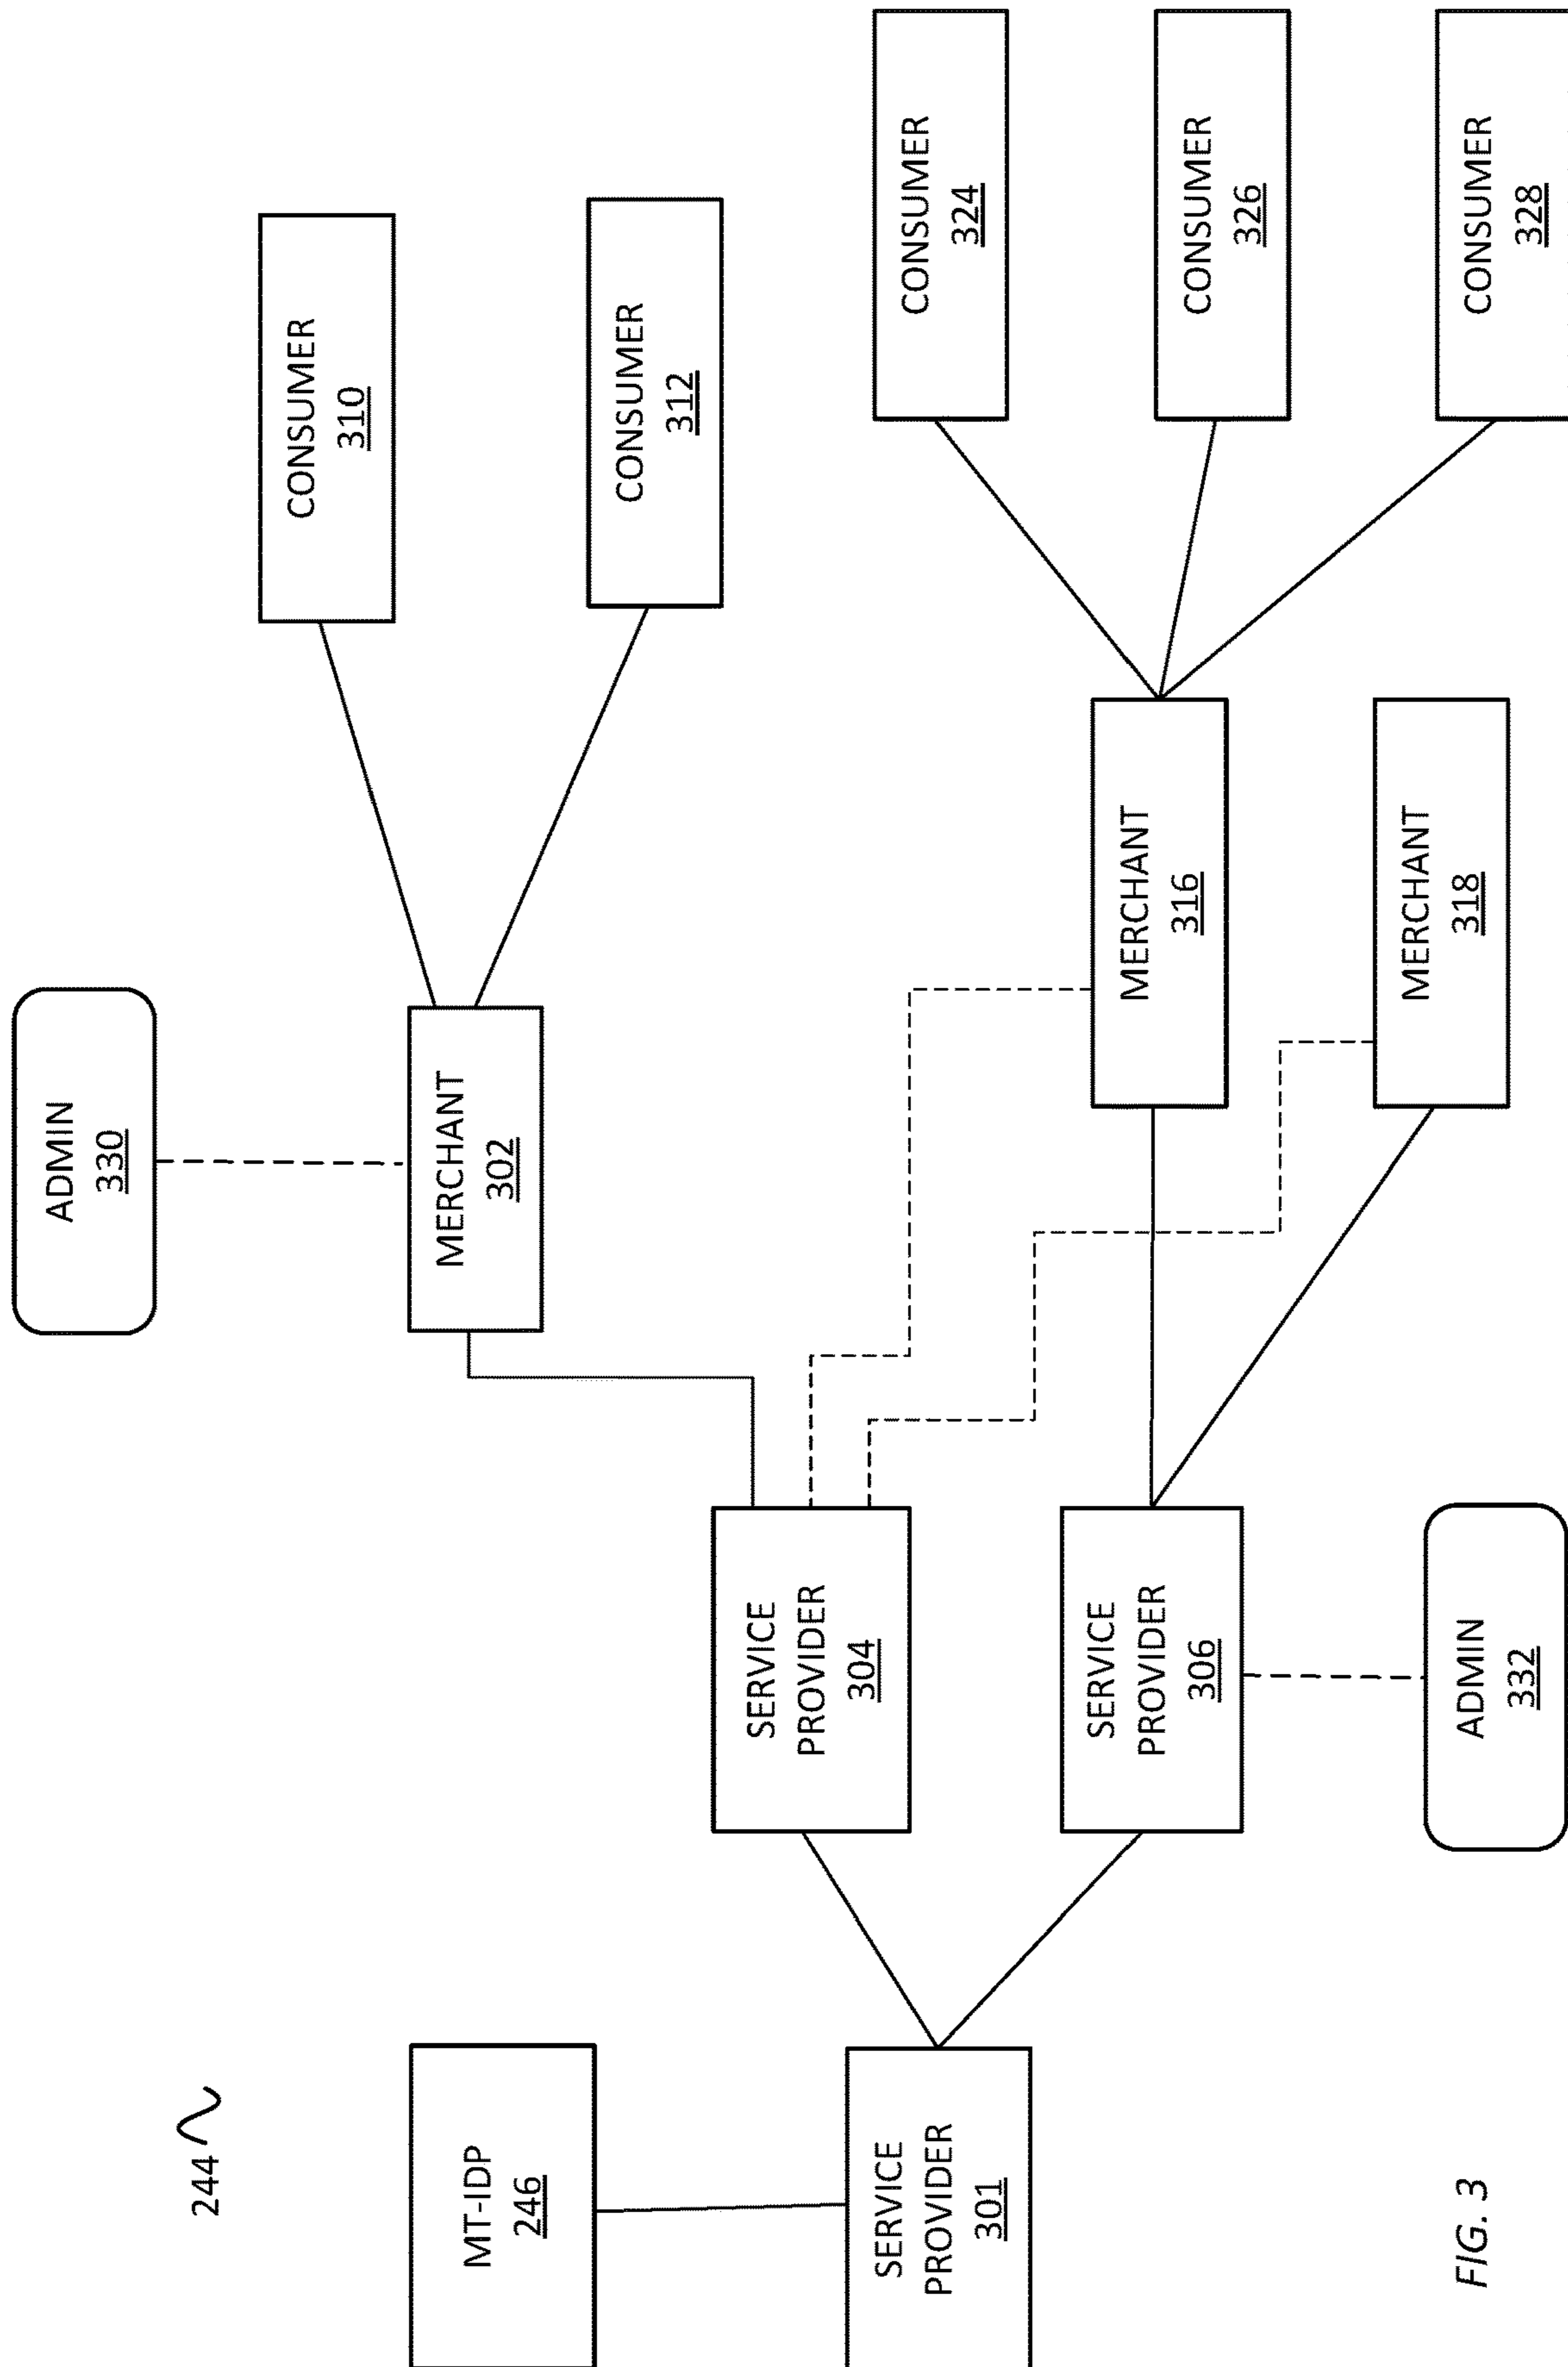 244
MT-IDP
246
SERVICE
PROVIDER
301
SERVICE
PROVIDER
304
SERVICE
PROVIDER
306
ADMIN
330
ADMIN
332
MERCHANT
302
MERCHANT
316
MERCHANT
318
CONSUMER
310
CONSUMER
312
CONSUMER
324
CONSUMER
326
CONSUMER
328
FIG. 3